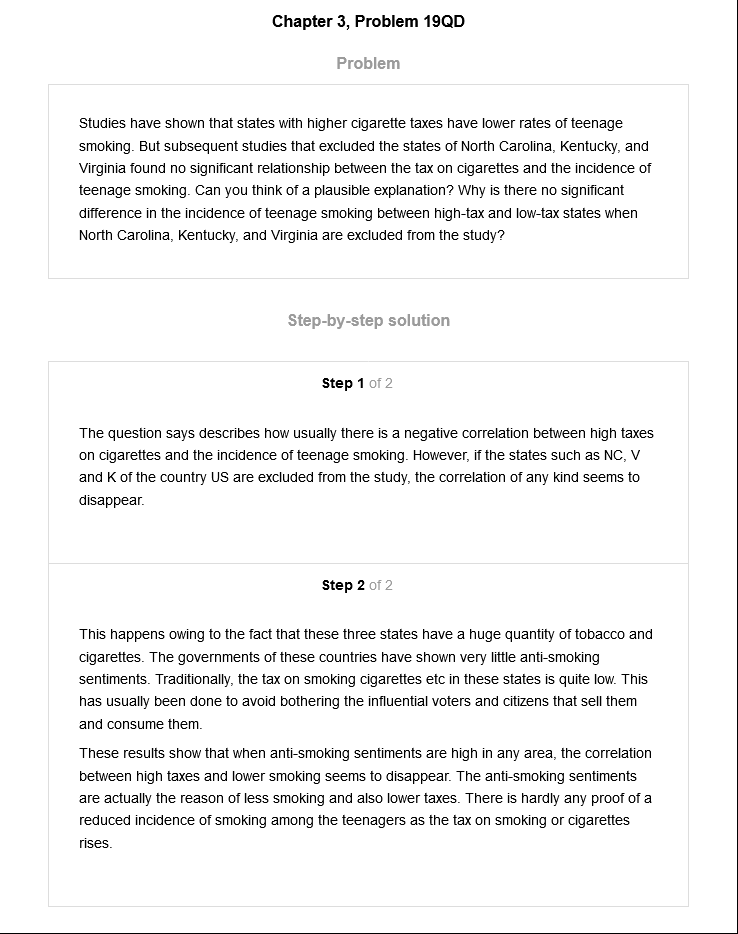 Chapter 3, Problem 19QD
Problem
Studies have shown that states with higher cigarette taxes have lower rates of teenage
smoking. But subsequent studies that excluded the states of North Carolina, Kentucky, and
Virginia found no significant relationship between the tax on cigarettes and the incidence of
teenage smoking. Can you think of a plausible explanation? Why is there no significant
difference in the incidence of teenage smoking between high-tax and low-tax states when
North Carolina, Kentucky, and Virginia are excluded from the study?
Step-by-step solution
Step 1 of 2
The question says describes how usually there is a negative correlation between high taxes
on cigarettes and the incidence of teenage smoking. However, if the states such as NC, V
and K of the country US are excluded from the study, the correlation of any kind seems to
disappear.
Step 2 of 2
This happens owing to the fact that these three states have a huge quantity of tobacco and
cigarettes. The governments of these countries have shown very little anti-smoking
sentiments. Traditionally, the tax on smoking cigarettes etc in these states is quite low. This
has usually been done to avoid bothering the influential voters and citizens that sell them
and consume them.
These results show that when anti-smoking sentiments are high in any area, the correlation
between high taxes and lower smoking seems to disappear. The anti-smoking sentiments
are actually the reason of less smoking and also lower taxes. There is hardly any proof of a
reduced incidence of smoking among the teenagers as the tax on smoking or cigarettes
rises.